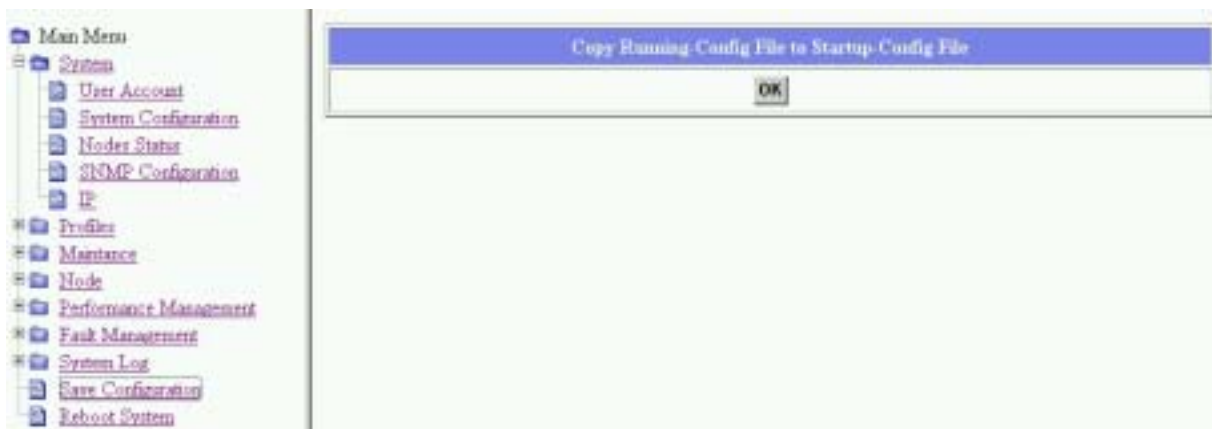 Main Menu
System
User Account
System Configuration
Nodes Status
SNMP Configuration
IP
Profiles
Maintance
Node
Performance Management
Fault Management
System Log
Save Configuration
Reboot System
Copy Running-Config File to Startup-Config File
OK